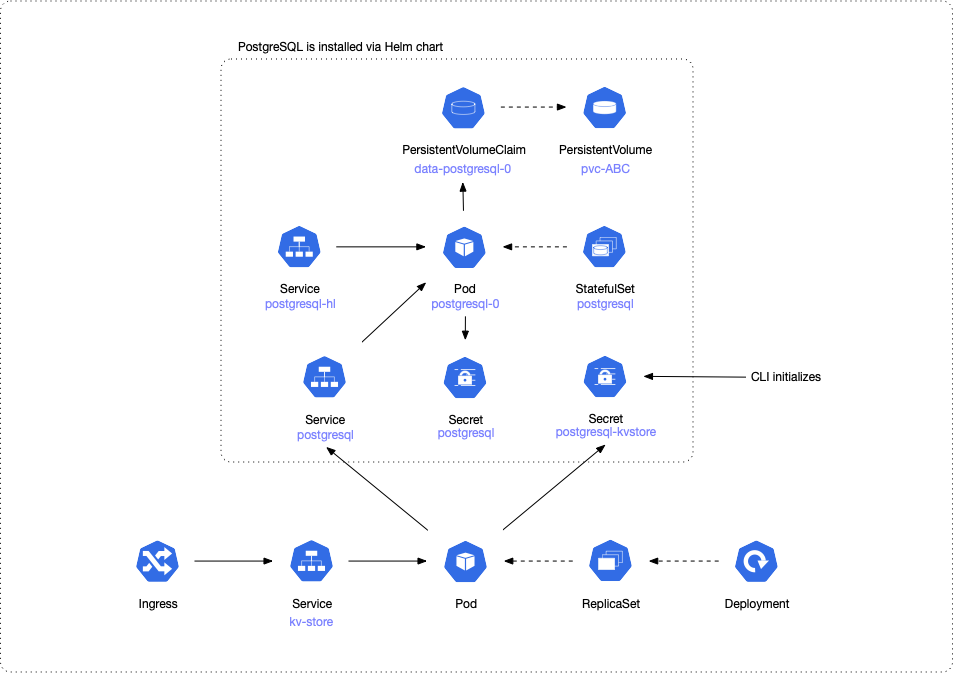 PostgreSQL is installed via Helm chart
PersistentVolumeClaim
data-postgresql-0
PersistentVolume
pvc-ABC
Service
postgresql-hl
Pod
postgresql-0
StatefulSet
postgresql
Service
postgresql
Secret
postgresql
Secret
postgresql-kvstore
CLI initializes
Ingress
Service
kv-store
Pod
ReplicaSet
Deployment